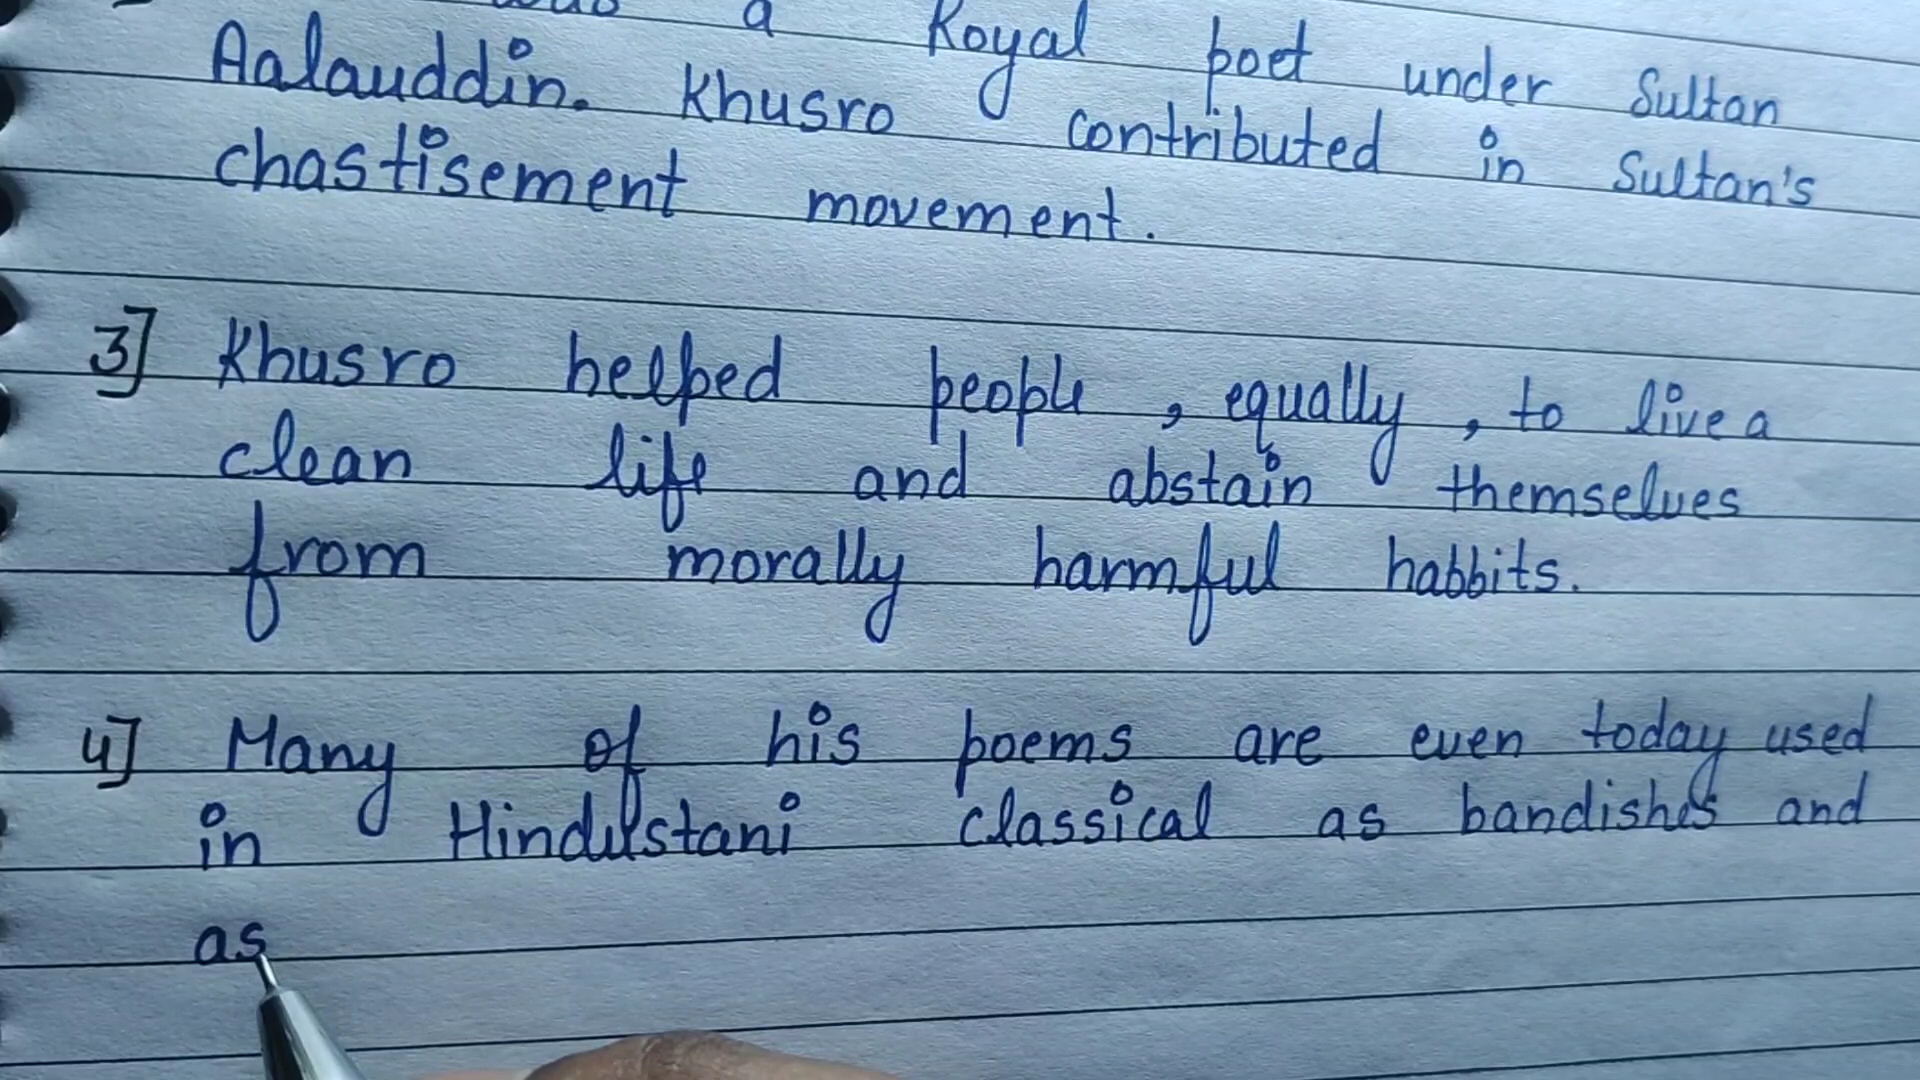 a Royal poet under Sultan
Aalauddin. Khusro contributed in Sultan's
chastisement movement.
3] Khusro helped people, equally, to live a
clean life and abstain themselves
from morally harmful habbits.
4] Many of his poems are even today used
in Hindustani classical as bandishes and
as